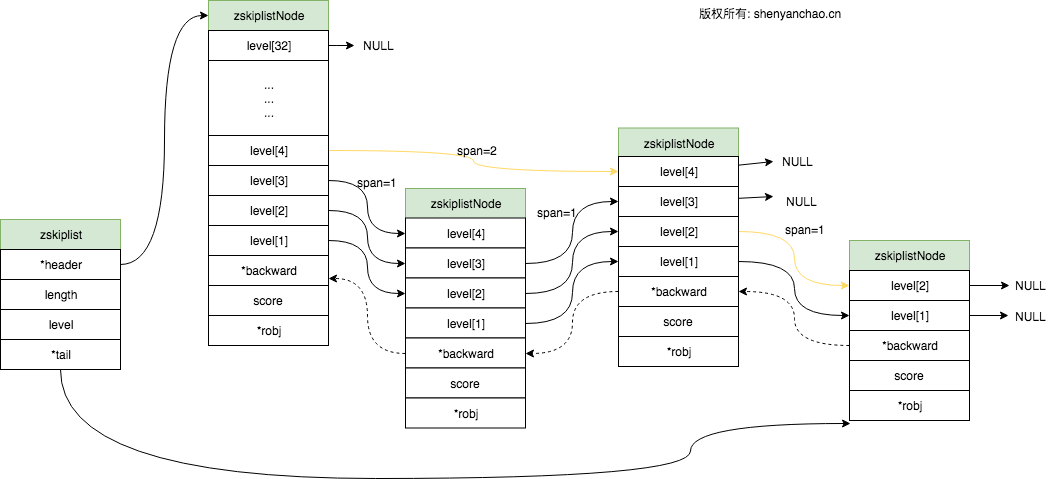 版权所有: shenyanchao.cn
zskiplist
*header
length
level
*tail
zskiplistNode
level[32]
NULL
...
...
...
level[4]
level[3]
level[2]
level[1]
*backward
score
*robj
span=2
span=1
zskiplistNode
level[4]
level[3]
level[2]
level[1]
*backward
score
*robj
span=1
zskiplistNode
level[4]
NULL
level[3]
NULL
level[2]
level[1]
*backward
score
*robj
span=1
zskiplistNode
level[2]
NULL
level[1]
NULL
*backward
score
*robj